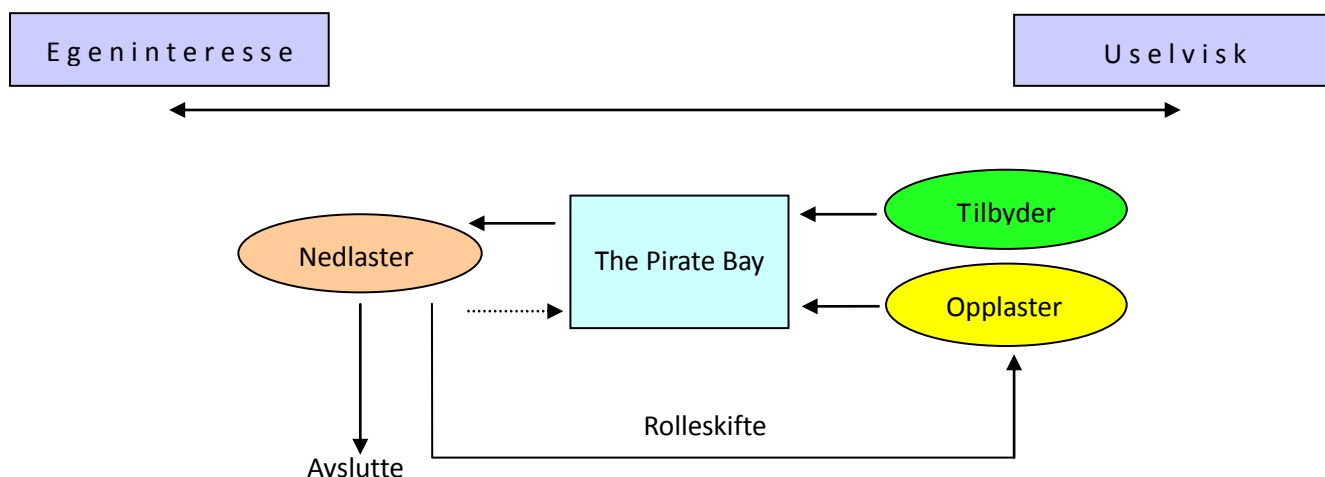 Egeninteresse
Uselvisk
Tilbyder
Nedlaster
The Pirate Bay
Opplaster
Rolleskifte
Avslutte